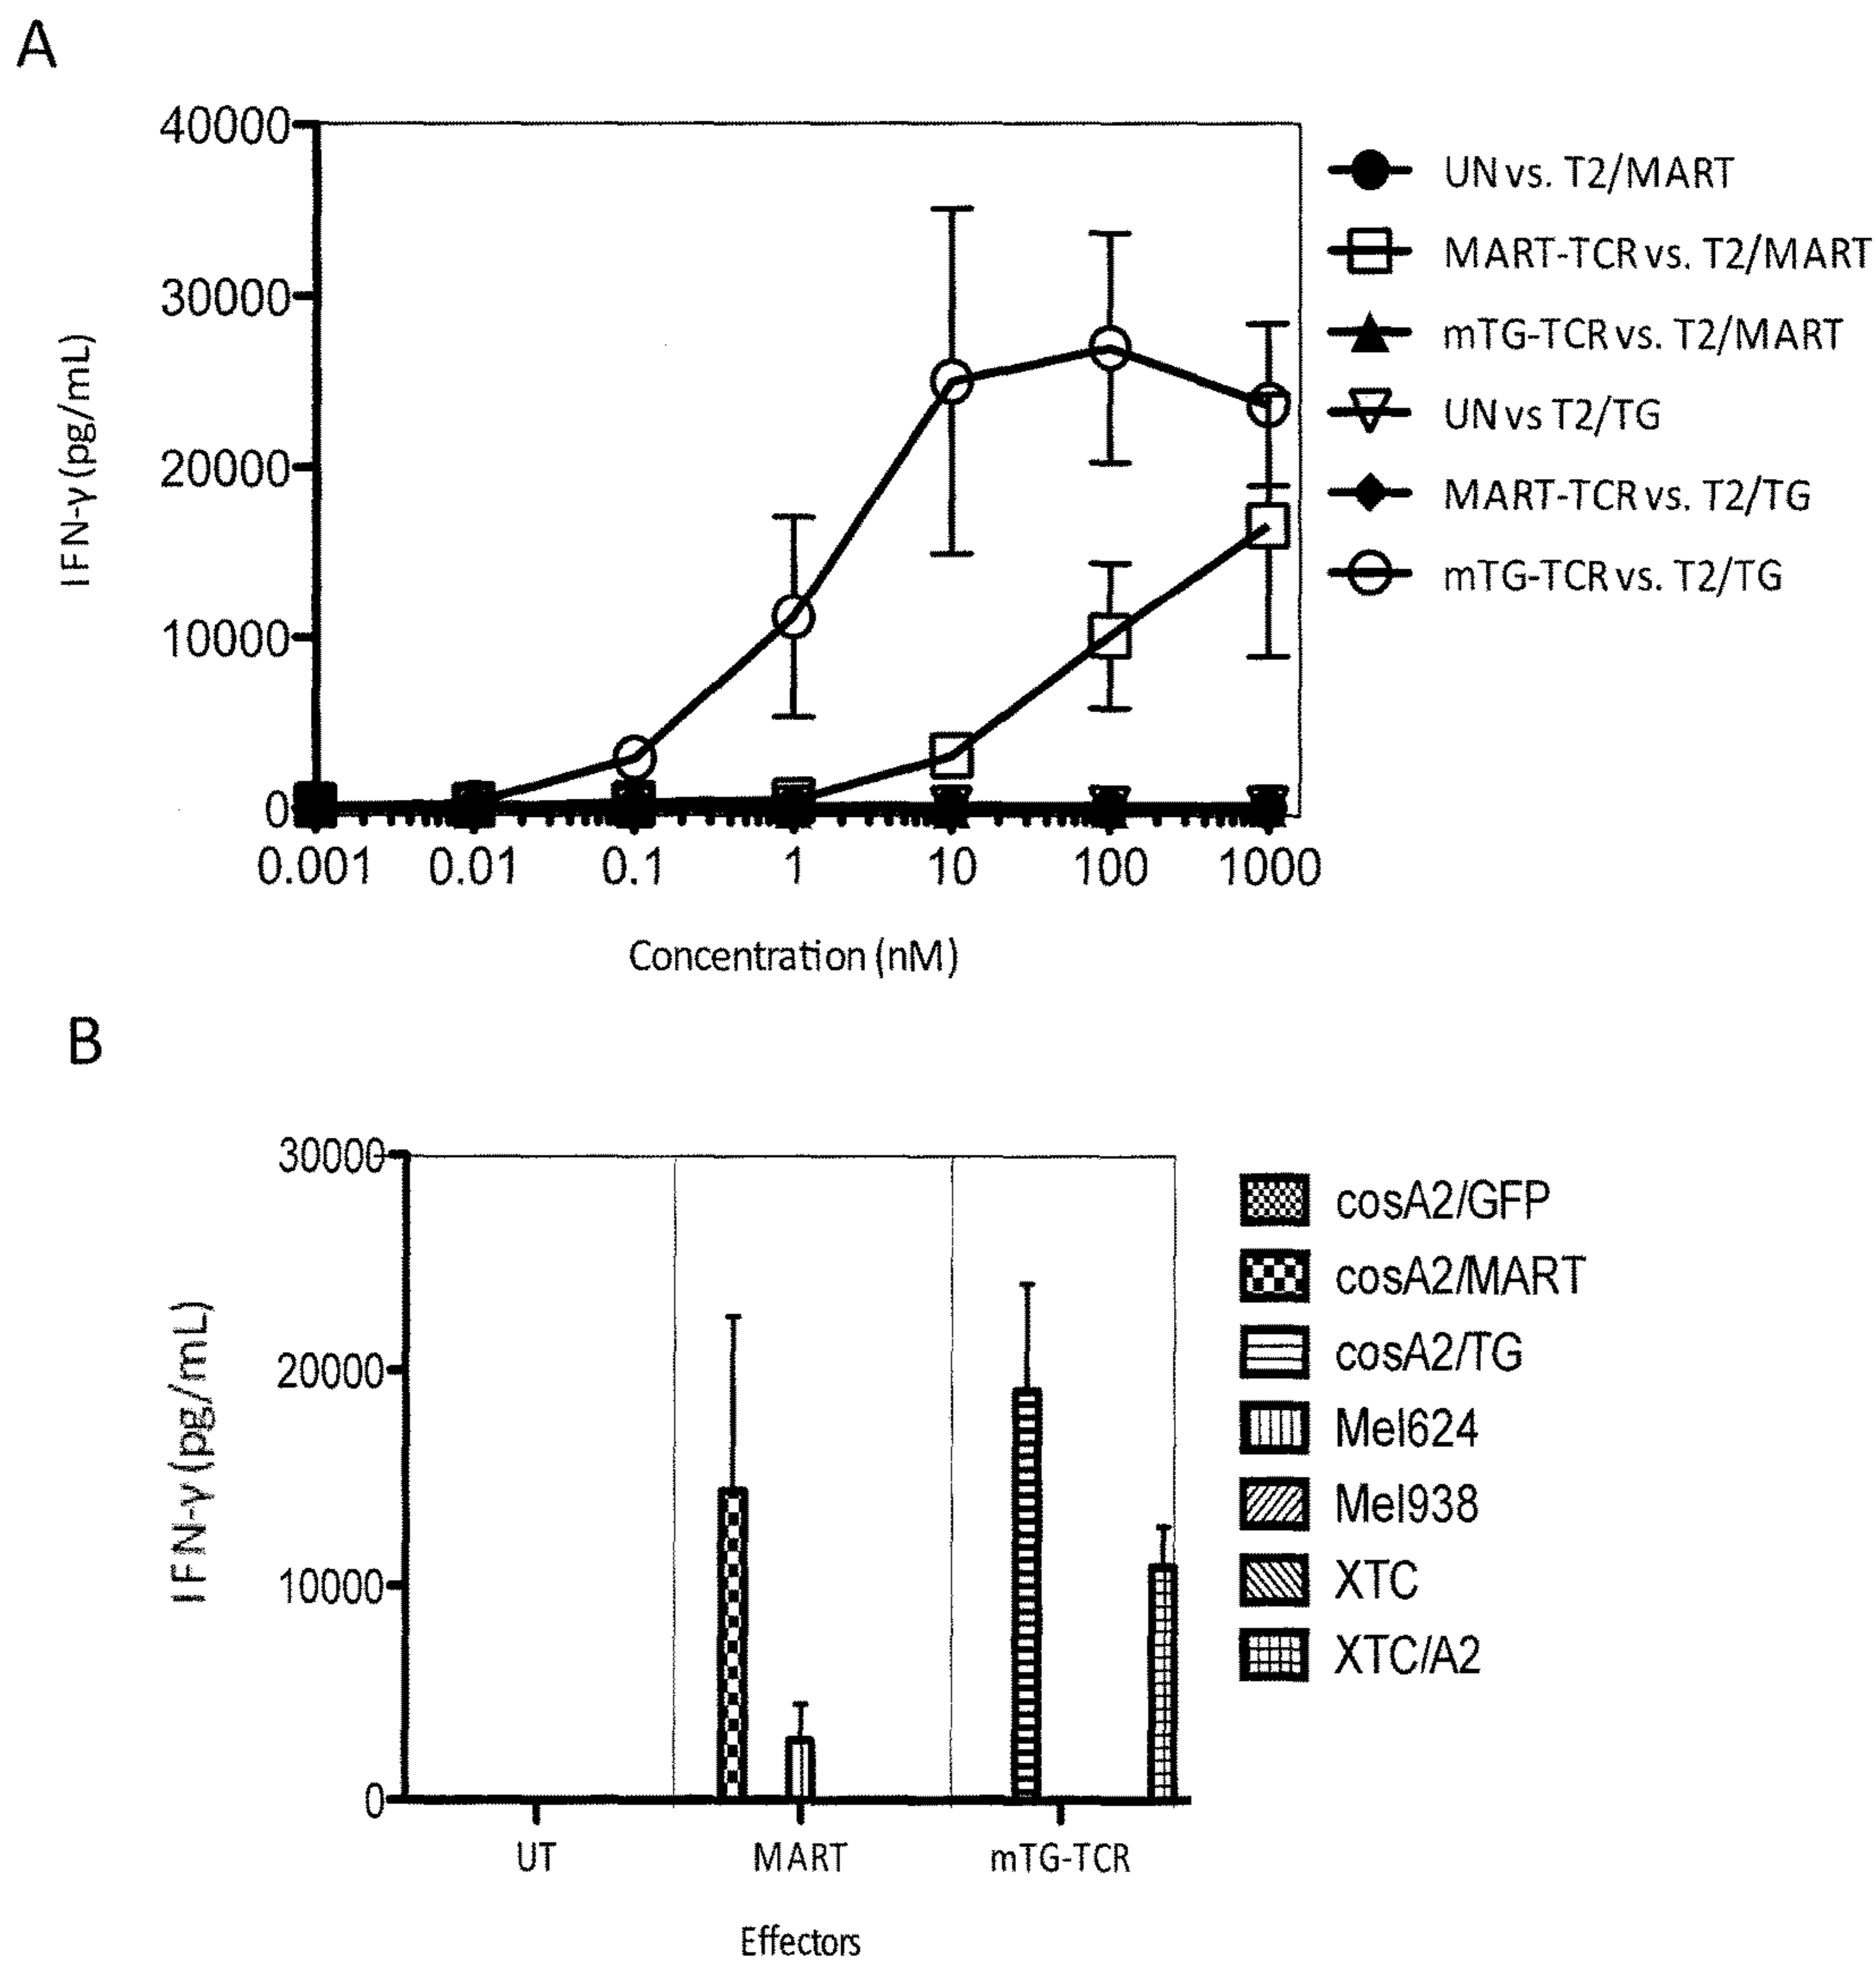 A
40000
30000
20000
10000
0
IFN-γ (pg/mL)
0.001 0.01 0.1 1 10 100 1000
Concentration (nM)
UN vs. T2/MART
MART-TCR vs. T2/MART
mTG-TCR vs. T2/MART
UN vs T2/TG
MART-TCR vs. T2/TG
mTG-TCR vs. T2/TG
B
30000
20000
10000
0
IFN-γ (pg/mL)
UT MART mTG-TCR
Effectors
cosA2/GFP
cosA2/MART
cosA2/TG
Mel624
Mel938
XTC
XTC/A2